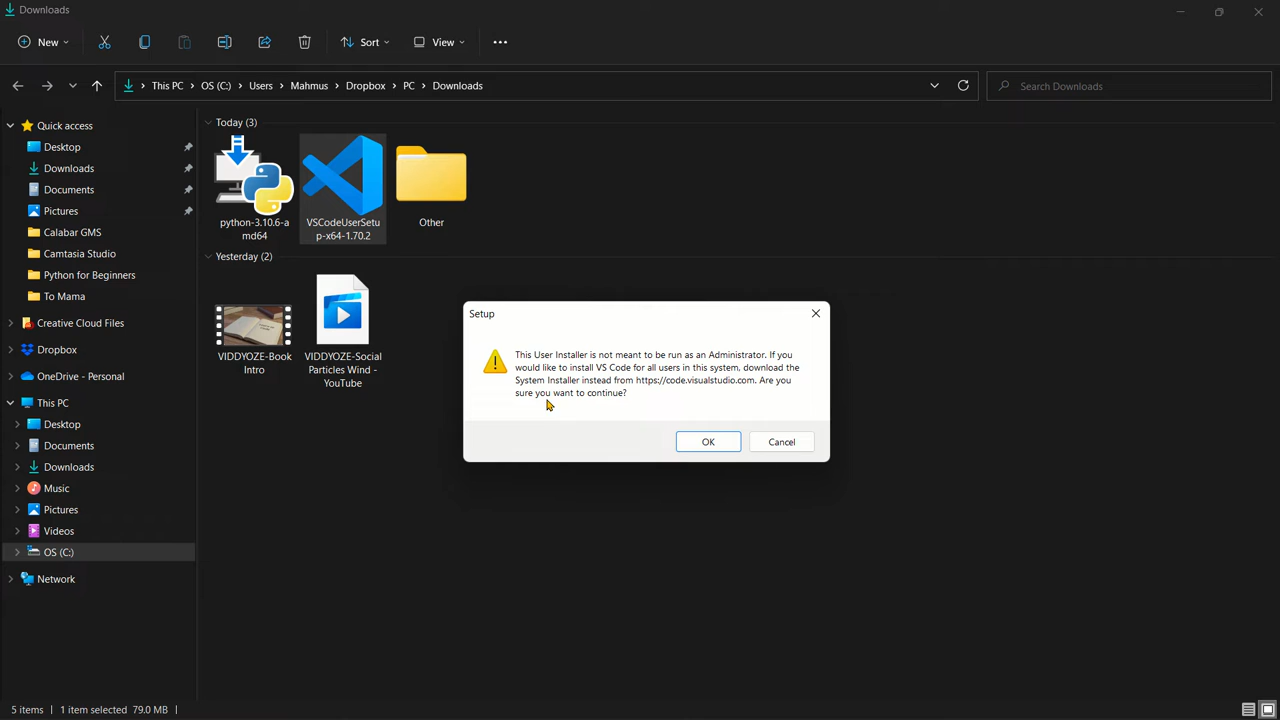 Downloads
New
Sort
View
This PC > OS (C:) > Users > Mahmus > Dropbox > PC > Downloads
Search Downloads
Quick access
Desktop
Downloads
Documents
Pictures
Calabar GMS
Camtasia Studio
Python for Beginners
To Mama
Creative Cloud Files
Dropbox
OneDrive - Personal
This PC
Desktop
Documents
Downloads
Music
Pictures
Videos
OS (C:)
Network
Today (3)
python-3.10.6-a
md64
VSCodeUserSetu
p-x64-1.70.2
Other
Yesterday (2)
VIDDYOZE-Book
Intro
VIDDYOZE-Social
Particles Wind -
YouTube
Setup
This User Installer is not meant to be run as an Administrator. If you
would like to install VS Code for all users in this system, download the
System Installer instead from https://code.visualstudio.com. Are you
sure you want to continue?
OK
Cancel
5 items
1 item selected 79.0 MB